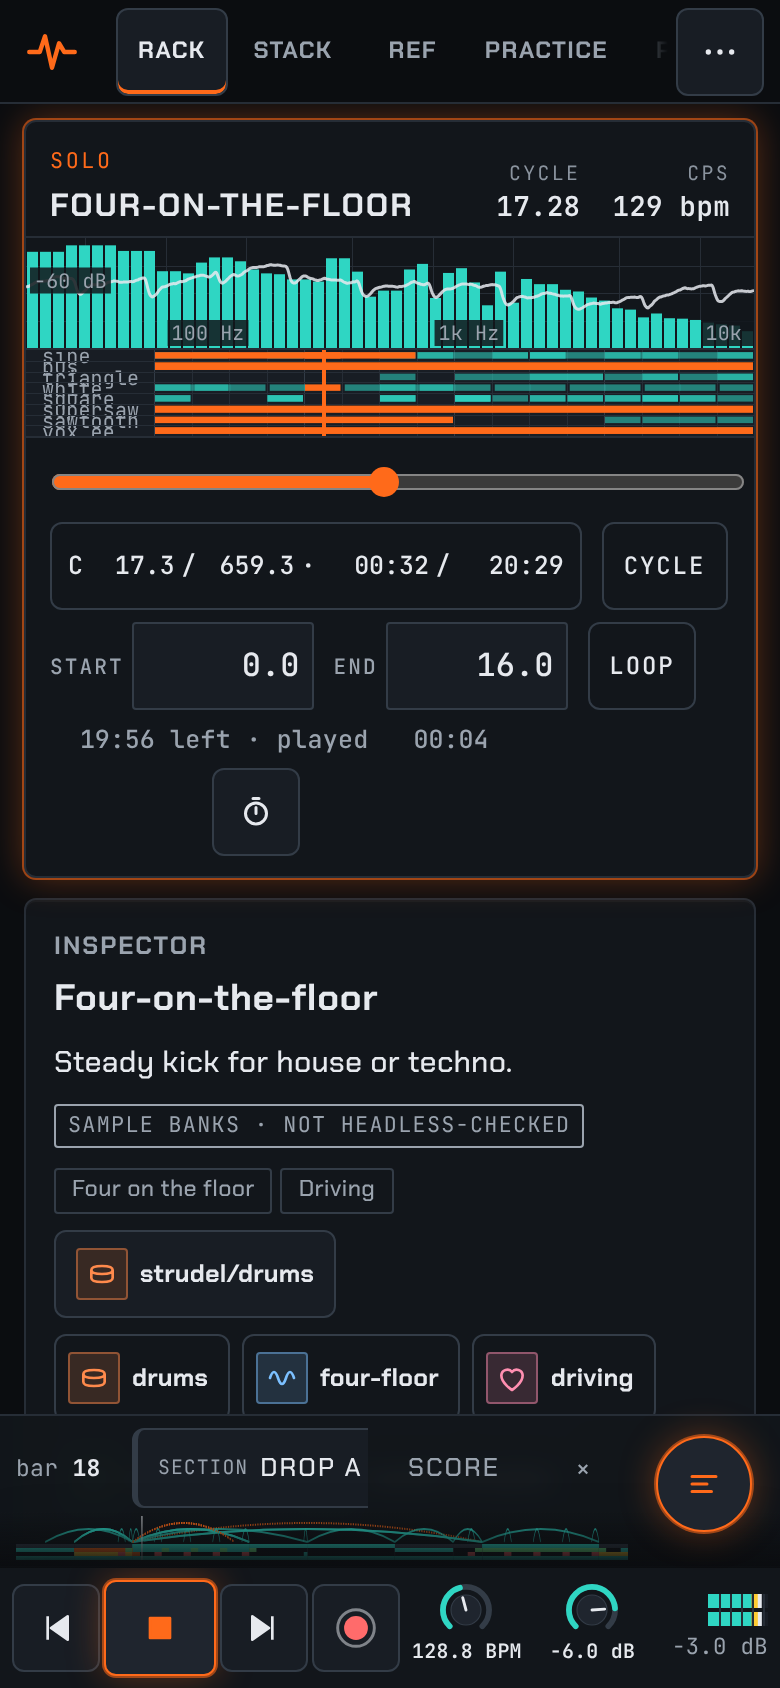 RACK STACK REF PRACTICE ...
SOLO
FOUR-ON-THE-FLOOR
CYCLE CPS
17.28 129 bpm
-60 dB
100 Hz 1k Hz 10k
sine
bus
triangle
white
square
supersaw
sawtooth
C 17.3 / 659.3 · 00:32 / 20:29 CYCLE
START 0.0 END 16.0 LOOP
19:56 left · played 00:04
INSPECTOR
Four-on-the-floor
Steady kick for house or techno.
SAMPLE BANKS · NOT HEADLESS-CHECKED
Four on the floor Driving
strudel/drums
drums four-floor driving
bar 18 SECTION DROP A SCORE ×
128.8 BPM -6.0 dB -3.0 dB